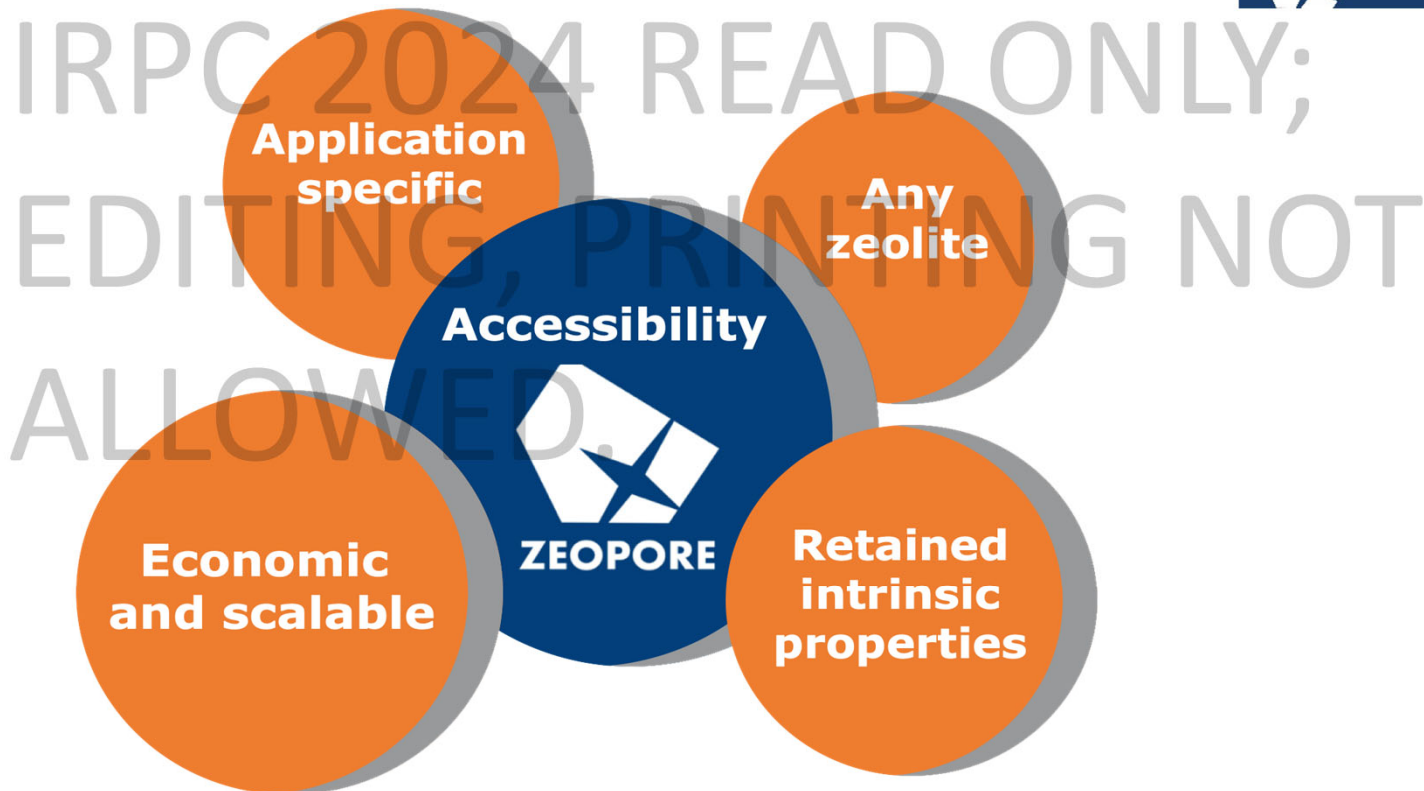 IRPC 2024 READ ONLY;
EDITING, PRINTING NOT
ALLOWED.
Application
specific
Any
zeolite
Accessibility
ZEOPORE
Economic
and scalable
Retained
intrinsic
properties